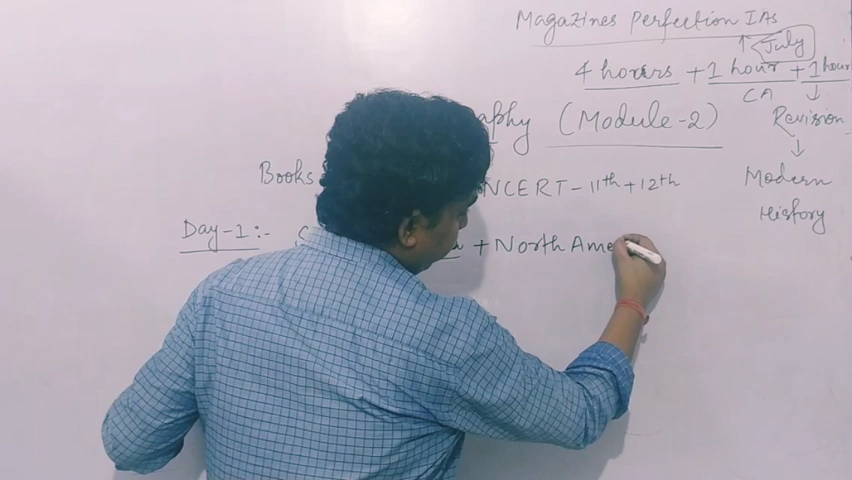 Magazines Perfection IAS
July
4 hours + 1 hour + 1 hour
CA
aphy (Module-2)
Revision
Books NCERT - 11th + 12th
Modern
History
Day-1:- S + North Ame